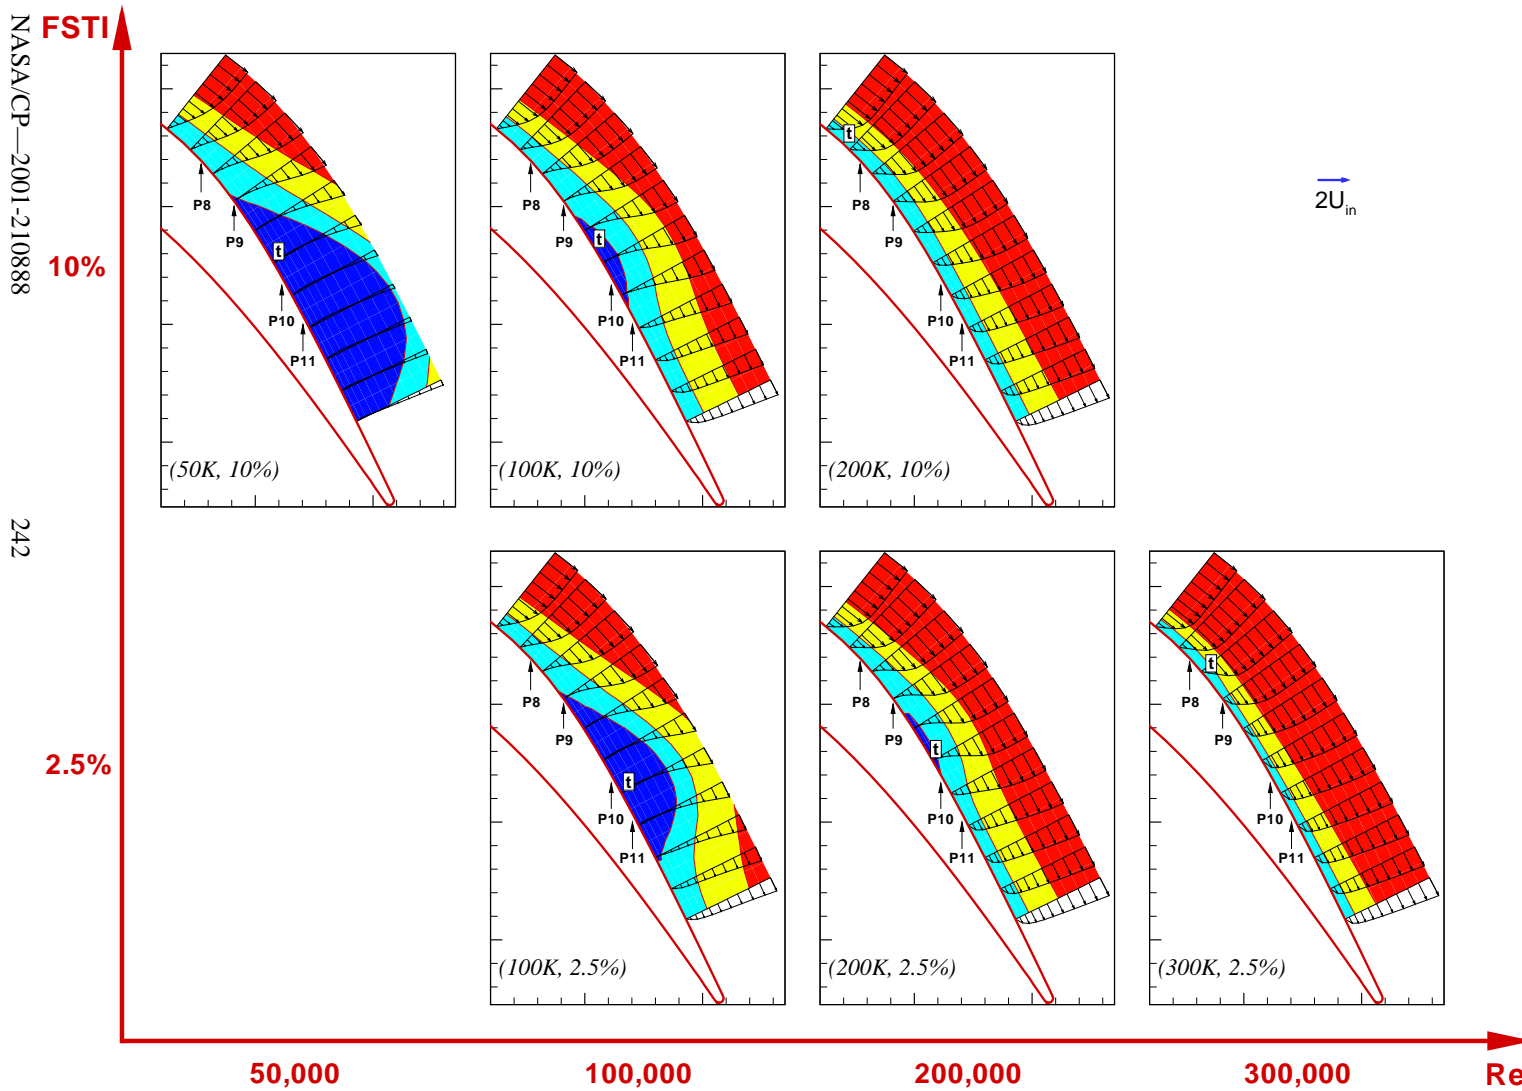 NASA/CP—2001-210888
242
FSTI
10%
2.5%
P8
P9
t
P10
P11
(50K, 10%)
P8
P9
t
P10
P11
(100K, 10%)
t
P8
P9
P10
P11
(200K, 10%)
2Uin
P8
P9
t
P10
P11
(100K, 2.5%)
P8
P9
t
P10
P11
(200K, 2.5%)
t
P8
P9
P10
P11
(300K, 2.5%)
50,000
100,000
200,000
300,000
Re